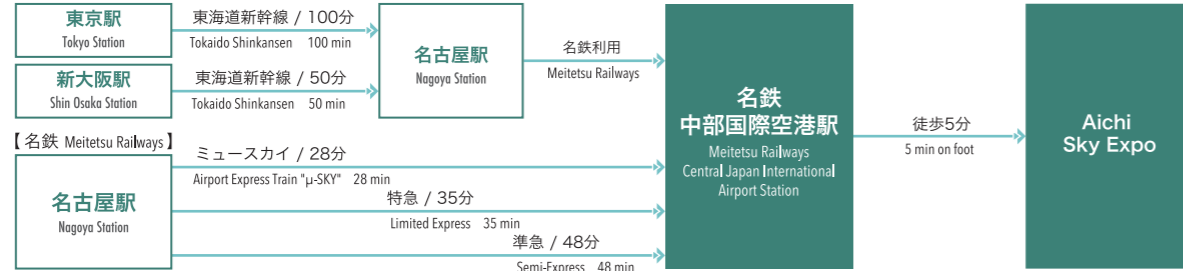 東京駅
Tokyo Station
東海道新幹線 / 100分
Tokaido Shinkansen 100 min
新大阪駅
Shin Osaka Station
東海道新幹線 / 50分
Tokaido Shinkansen 50 min
名古屋駅
Nagoya Station
名鉄利用
Meitetsu Railways
【名鉄 Meitetsu Railways】
名古屋駅
Nagoya Station
ミュースカイ / 28分
Airport Express Train "μ-SKY" 28 min
特急 / 35分
Limited Express 35 min
準急 / 48分
Semi-Express 48 min
名鉄
中部国際空港駅
Meitetsu Railways
Central Japan International
Airport Station
徒歩5分
5 min on foot
Aichi
Sky Expo